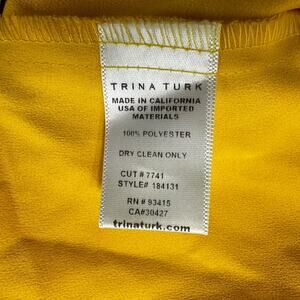 TRINA TURK
MADE IN CALIFORNIA
USA OF IMPORTED
MATERIALS
100% POLYESTER
DRY CLEAN ONLY
CUT # 7741
STYLE# 184131
RN # 93415
CA#30427
trinaturk.com